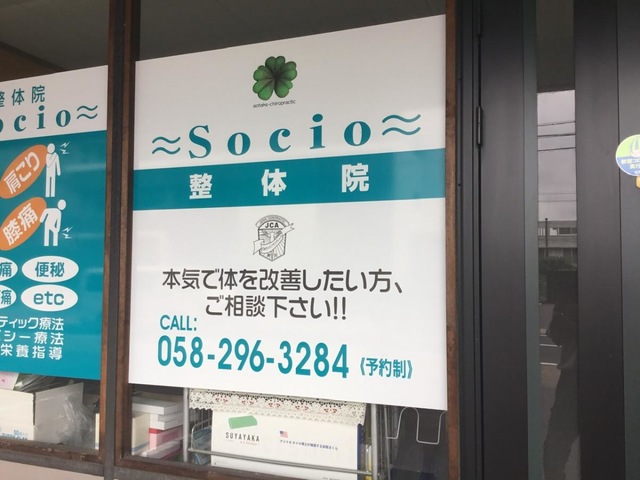 整体院
ocio≈
肩こり
膝痛
痛
便秘
痛
etc
ティック療法
シー療法
栄養指導
≈Socio≈
整体院
JCA
本気で体を改善したい方、
ご相談下さい!!
CALL:
058-296-3284《予約制》
SUYAYAKA